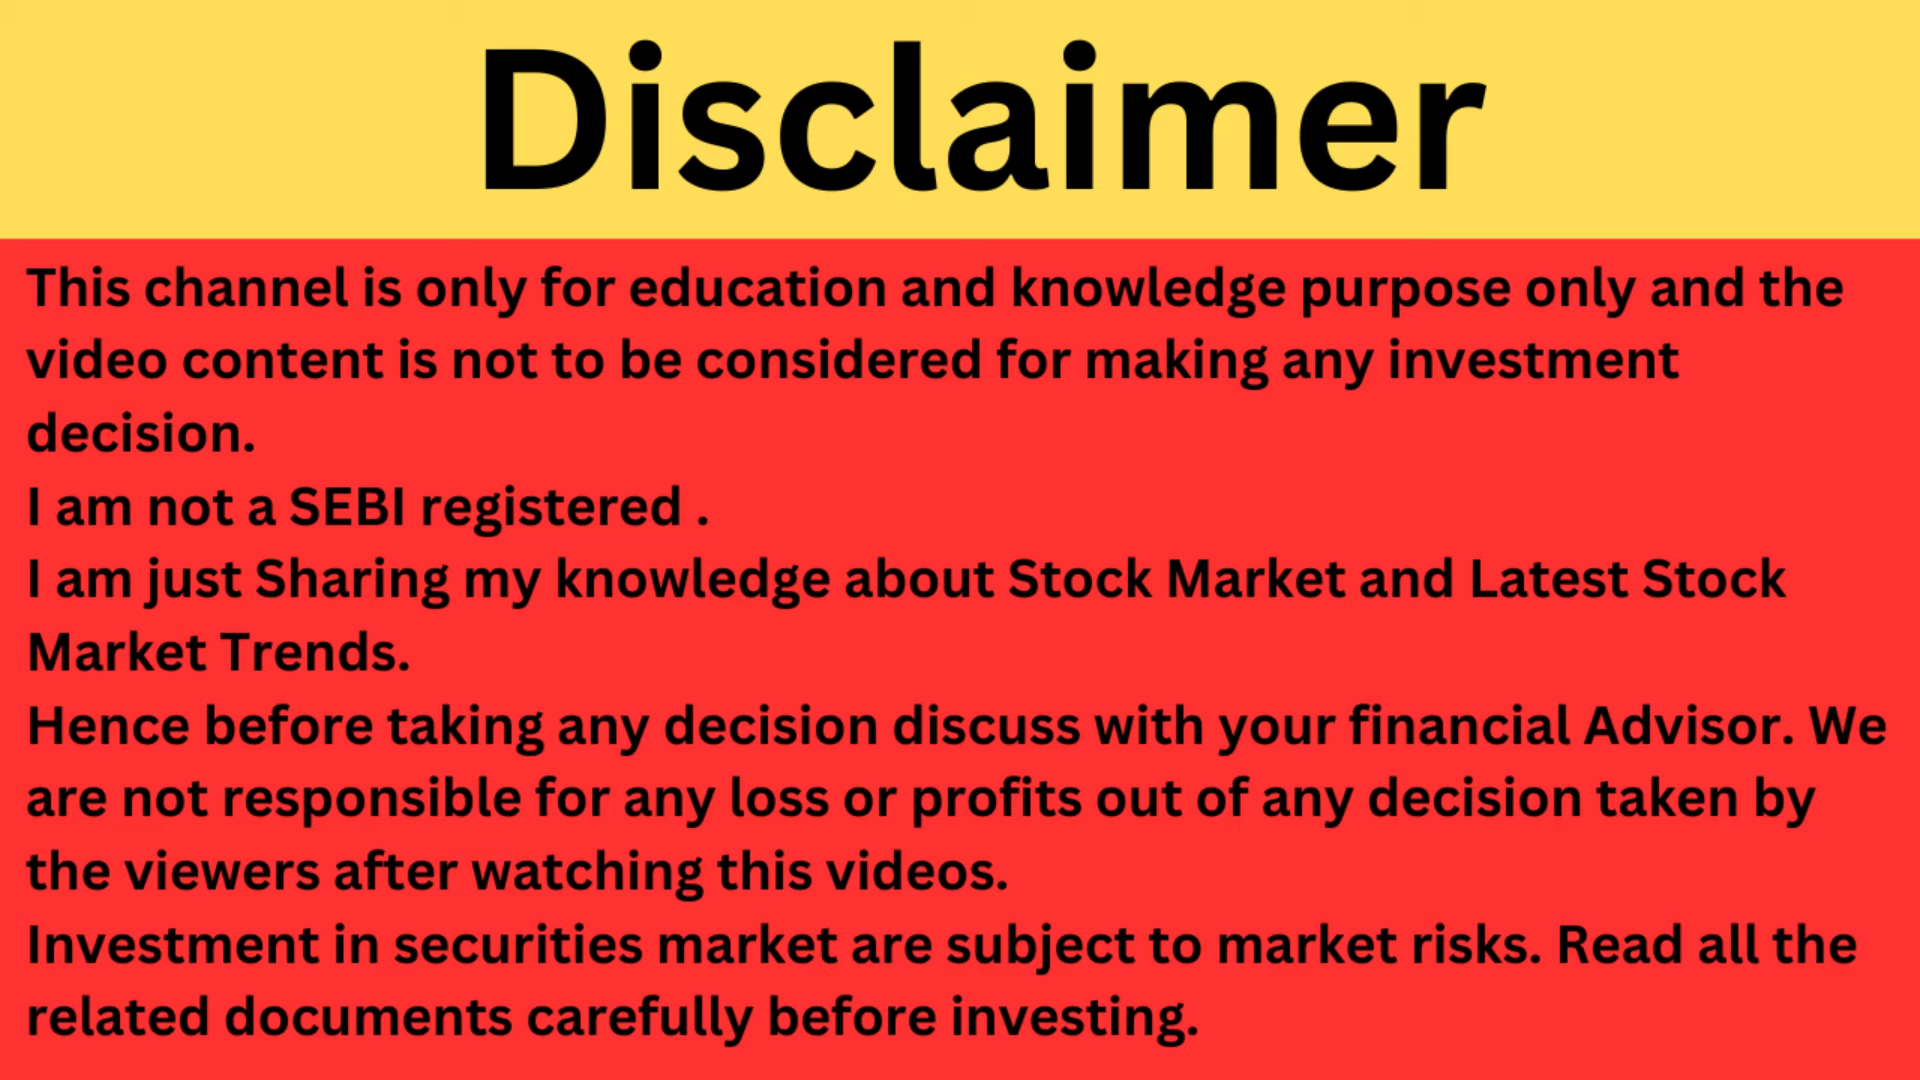 Disclaimer
This channel is only for education and knowledge purpose only and the
video content is not to be considered for making any investment
decision.
I am not a SEBI registered .
I am just Sharing my knowledge about Stock Market and Latest Stock
Market Trends.
Hence before taking any decision discuss with your financial Advisor. We
are not responsible for any loss or profits out of any decision taken by
the viewers after watching this videos.
Investment in securities market are subject to market risks. Read all the
related documents carefully before investing.